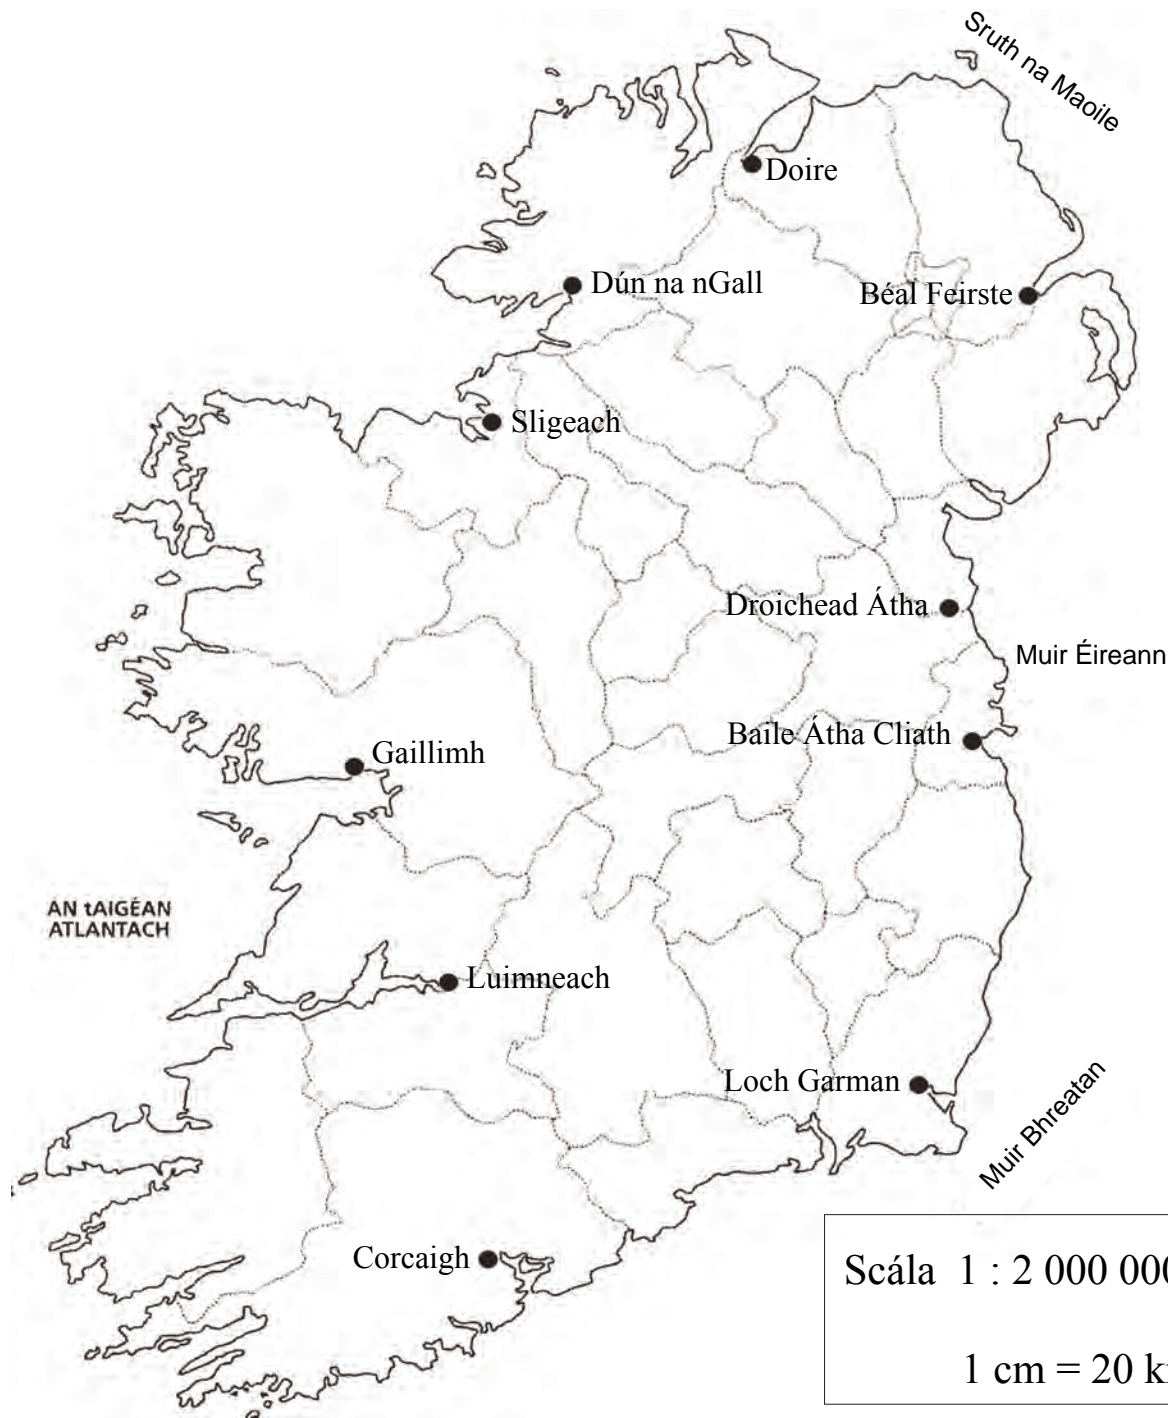 Sruth na Maoile
Doire
Dún na nGall
Béal Feirste
Sligeach
Droichead Átha
Muir Éireann
Baile Átha Cliath
Gaillimh
AN tAIGÉAN
ATLANTACH
Luimneach
Loch Garman
Muir Bhreatan
Corcaigh
Scála 1 : 2 000 000
1 cm = 20 k